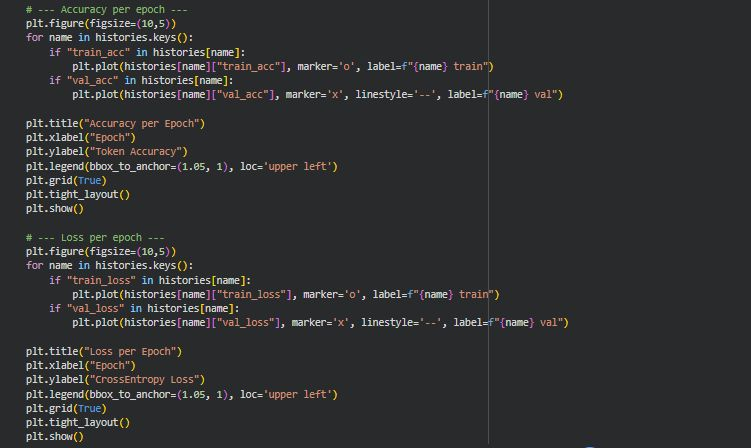 # --- Accuracy per epoch ---
plt.figure(figsize=(10,5))
for name in histories.keys():
    if "train_acc" in histories[name]:
        plt.plot(histories[name]["train_acc"], marker='o', label=f"{name} train")
    if "val_acc" in histories[name]:
        plt.plot(histories[name]["val_acc"], marker='x', linestyle='--', label=f"{name} val")

plt.title("Accuracy per Epoch")
plt.xlabel("Epoch")
plt.ylabel("Token Accuracy")
plt.legend(bbox_to_anchor=(1.05, 1), loc='upper left')
plt.grid(True)
plt.tight_layout()
plt.show()

# --- Loss per epoch ---
plt.figure(figsize=(10,5))
for name in histories.keys():
    if "train_loss" in histories[name]:
        plt.plot(histories[name]["train_loss"], marker='o', label=f"{name} train")
    if "val_loss" in histories[name]:
        plt.plot(histories[name]["val_loss"], marker='x', linestyle='--', label=f"{name} val")

plt.title("Loss per Epoch")
plt.xlabel("Epoch")
plt.ylabel("CrossEntropy Loss")
plt.legend(bbox_to_anchor=(1.05, 1), loc='upper left')
plt.grid(True)
plt.tight_layout()
plt.show()